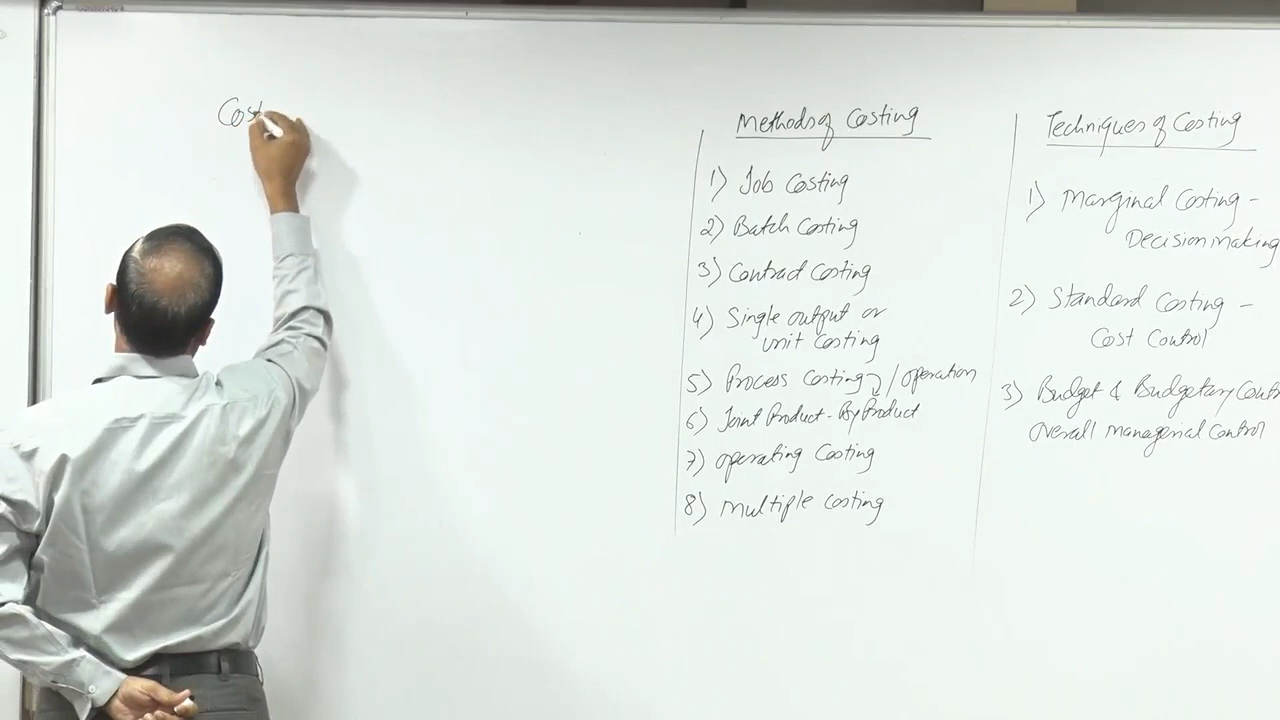 Cost
Methods of Costing
1) Job Costing
2) Batch Costing
3) Contract Costing
4) Single output or
unit costing
5) Process Costing / operation
6) Joint Product - By Product
7) operating Costing
8) Multiple Costing
Techniques of Costing
1) Marginal Costing -
Decision making
2) Standard Costing -
Cost Control
3) Budget & Budgetary Contr
overall managerial Control